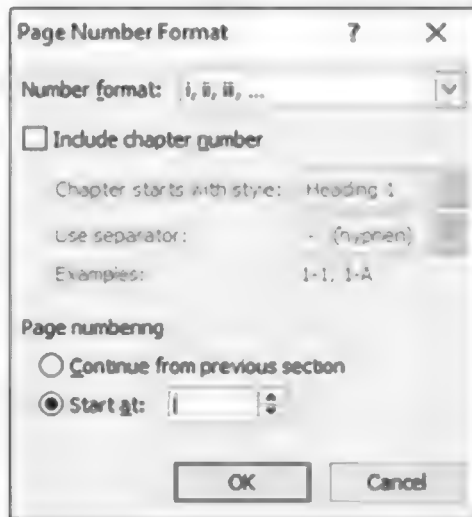 Page Number Format ? ×
Number format: i, ii, iii, ...
Include chapter number
Chapter starts with style: Heading 1
Use separator: - (hyphen)
Examples: 1-1, 1-A
Page numbering
Continue from previous section
Start at: i
OK Cancel